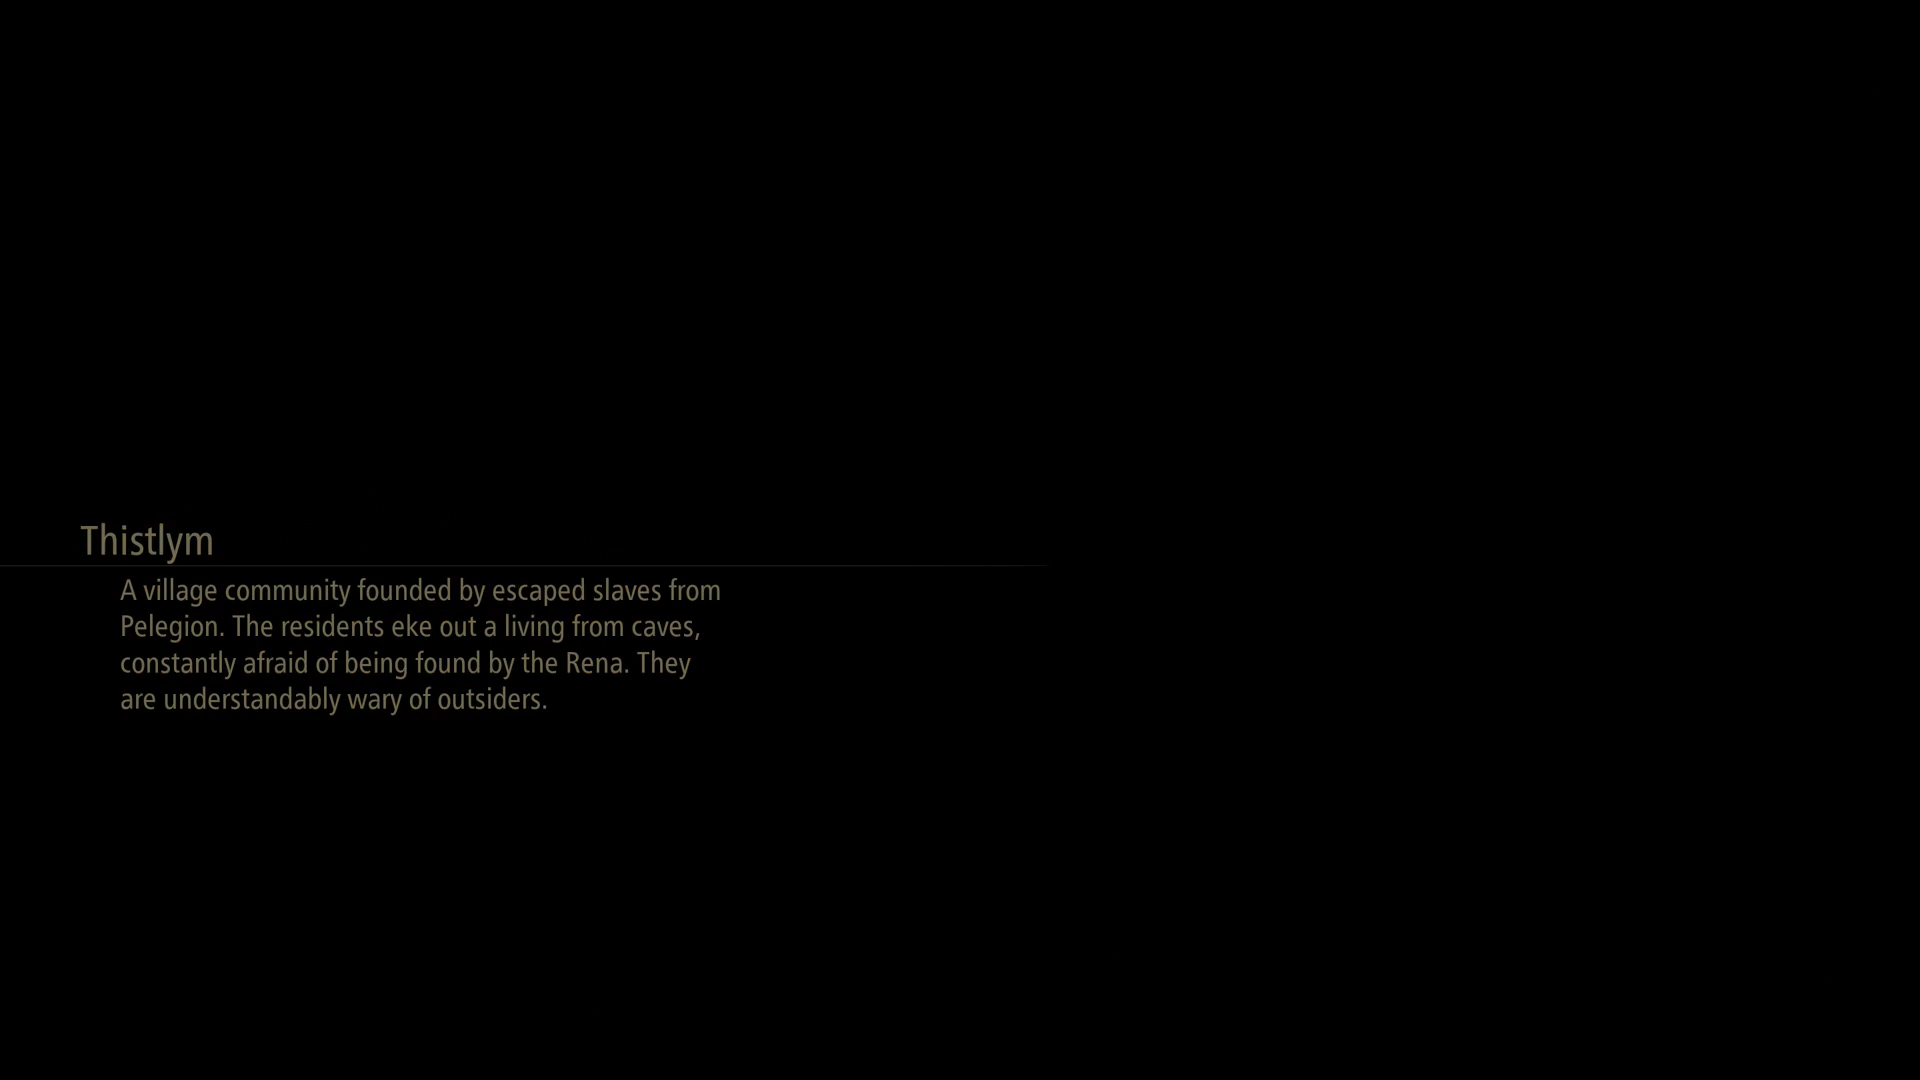 Thistlym
A village community founded by escaped slaves from
Pelegion. The residents eke out a living from caves,
constantly afraid of being found by the Rena. They
are understandably wary of outsiders.